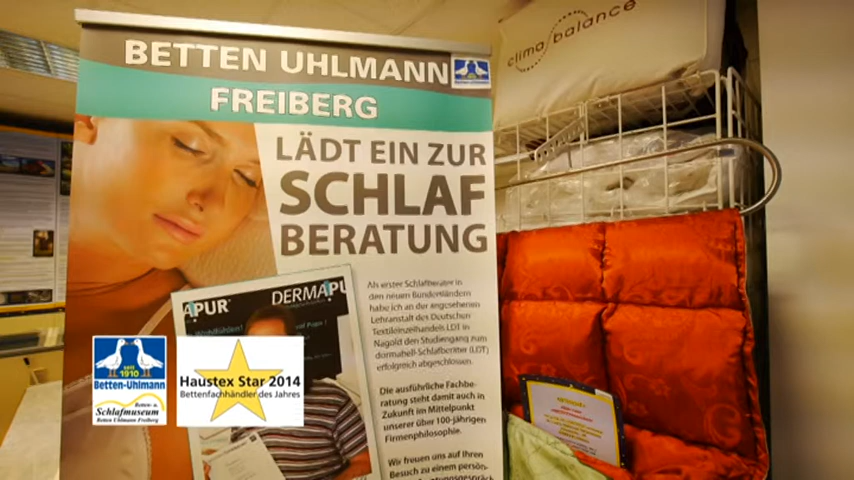 BETTEN UHLMANN
Betten-Uhlmann
FREIBERG
clima balance
LÄDT EIN ZUR
SCHLAF
BERATUNG
APUR
DERMAPU
Als erster Schlafberater in
den neuen Bundesländern
habe ich an der angesehenen
Lehranstalt des Deutschen
Textileinzelhandels LDT in
Nagold den Studiengang zum
dormabell-Schlafberater (LDT)
erfolgreich abgeschlossen.
Die ausführliche Fachbe-
ratung steht damit auch in
Zukunft im Mittelpunkt
unserer über 100-jährigen
Firmenphilosophie.
Wir freuen uns auf Ihren
Besuch zu einem persön-
seit
1910
Betten-Uhlmann
Betten- &
Schlafmuseum
Betten Uhlmann Freiberg
Haustex Star 2014
Bettenfachhändler des Jahres